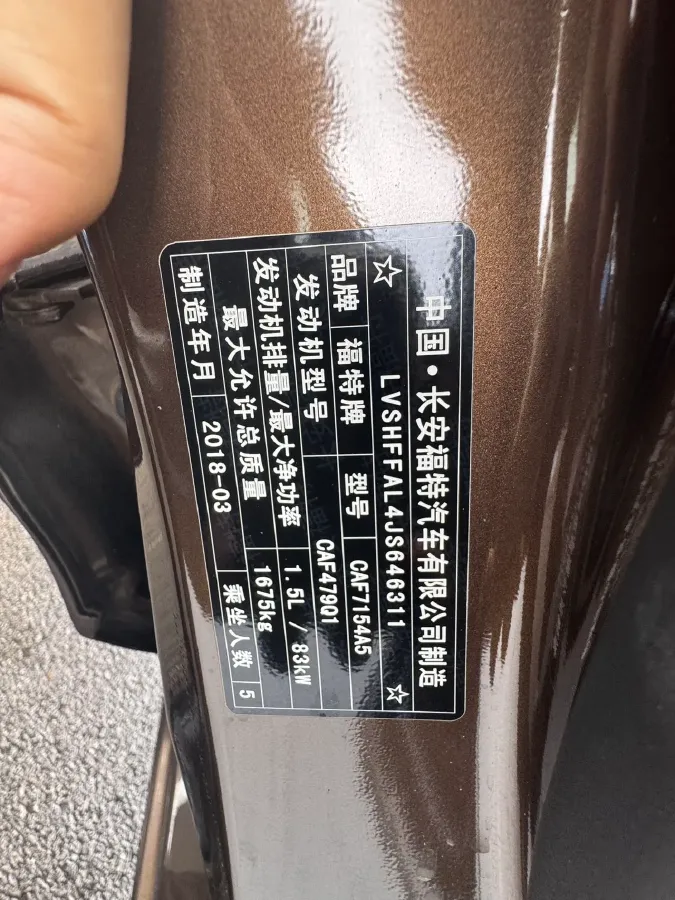 中国·长安福特汽车有限公司制造
☆ LVSHFFAL4JS646311 ☆
品牌 福特牌 型号 CAF7154A5
发动机型号 CAF479Q1
发动机排量/最大净功率 1.5L / 83kW
最大允许总质量 1675kg
制造年月 2018-03 乘坐人数 5